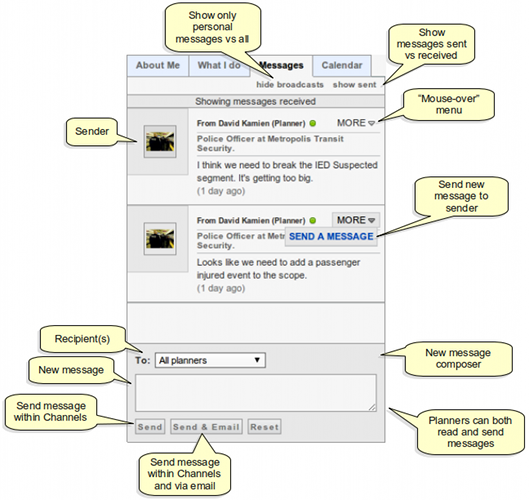 Show only
personal
messages vs all
Show
messages sent
vs received
About Me
What I do
Messages
Calendar
hide broadcasts show sent
Showing messages received
"Mouse-over"
menu
Sender
From David Kamien (Planner)
MORE
Police Officer at Metropolis Transit
Security.
I think we need to break the IED Suspected
segment. It's getting too big.
(1 day ago)
Send new
message to
sender
From David Kamien (Planner)
MORE
Police Officer at Met
SEND A MESSAGE
Security.
Looks like we need to add a passenger
injured event to the scope.
(1 day ago)
Recipient(s)
To: All planners
New message
composer
New message
Send message
within Channels
Send
Send & Email
Reset
Planners can both
read and send
messages
Send message
within Channels
and via email